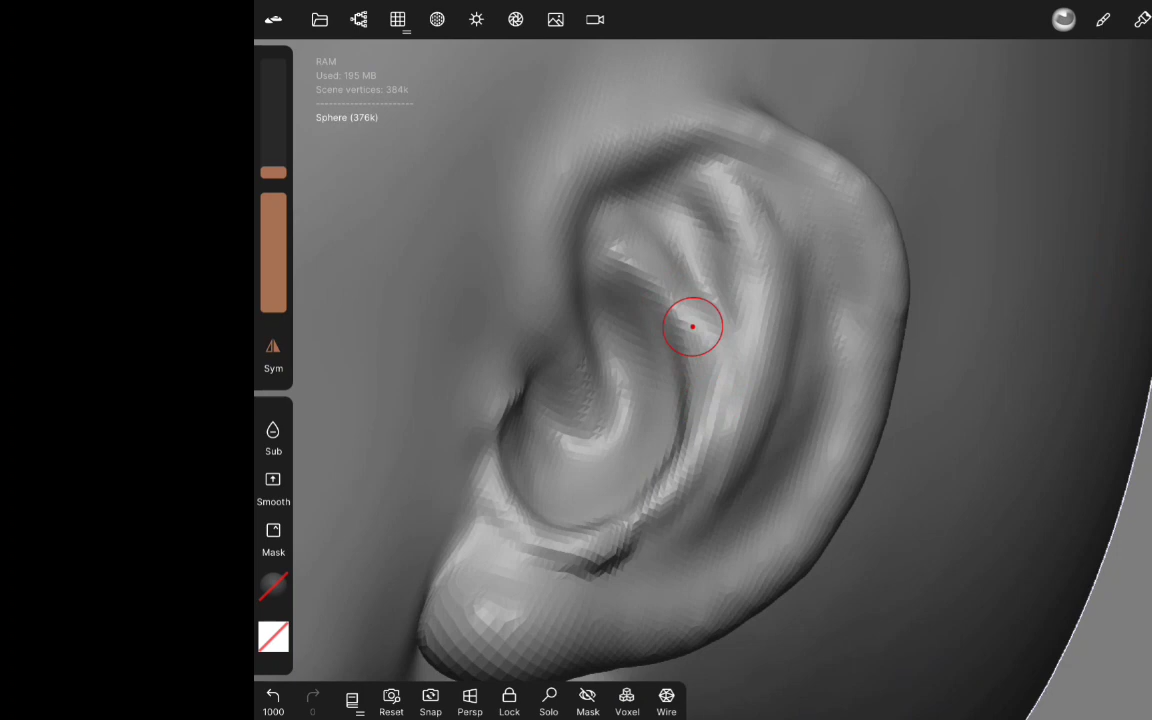 RAM
Used: 195 MB
Scene vertices: 384k
--------------------
Sphere (376k)
Sym
Sub
Smooth
Mask
1000
0
Reset
Snap
Persp
Lock
Solo
Mask
Voxel
Wire